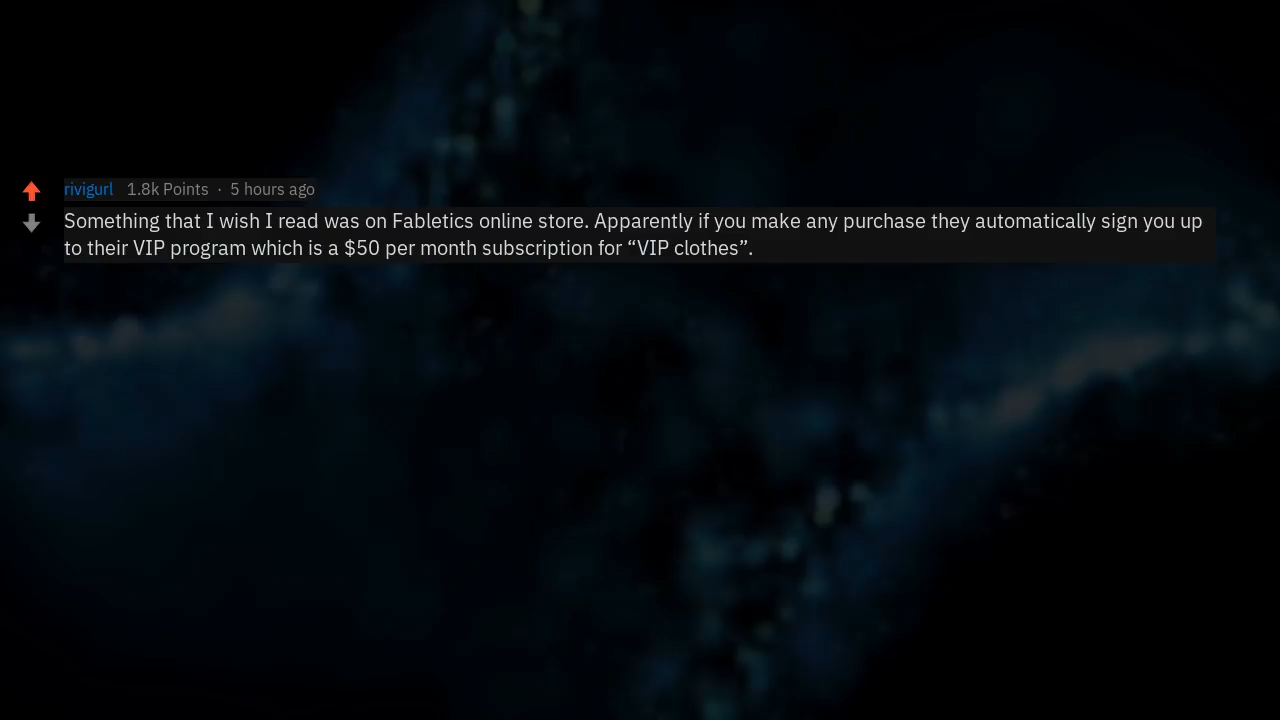 rivigurl 1.8k Points · 5 hours ago
Something that I wish I read was on Fabletics online store. Apparently if you make any purchase they automatically sign you up
to their VIP program which is a $50 per month subscription for “VIP clothes”.